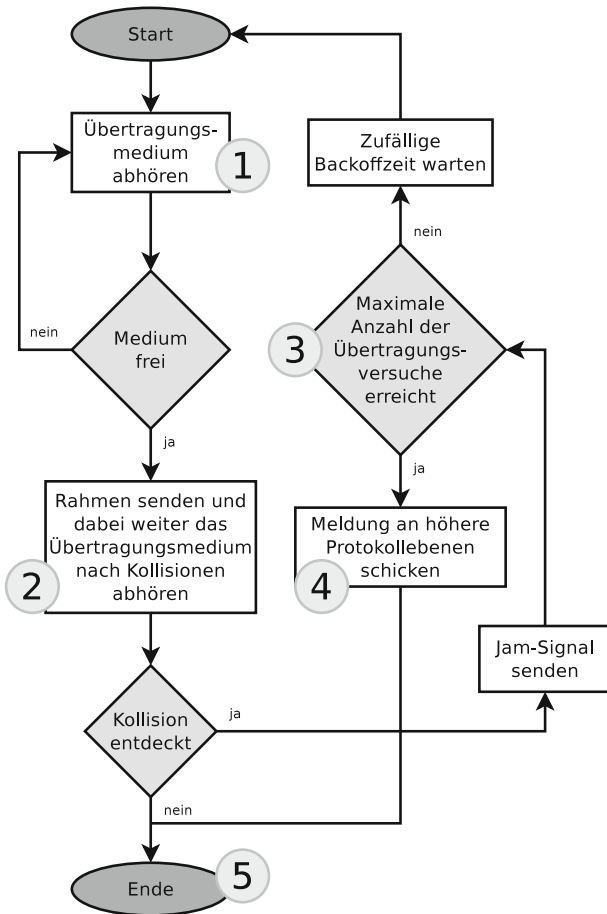 Start
Übertragungs-
medium
abhören
1
nein
Medium
frei
ja
Rahmen senden und
dabei weiter das
Übertragungsmedium
nach Kollisionen
abhören
2
Kollision
entdeckt
ja
nein
Ende
5
Zufällige
Backoffzeit warten
nein
Maximale
Anzahl der
Übertragungs-
versuche
erreicht
3
ja
Meldung an höhere
Protokollebenen
schicken
4
Jam-Signal
senden